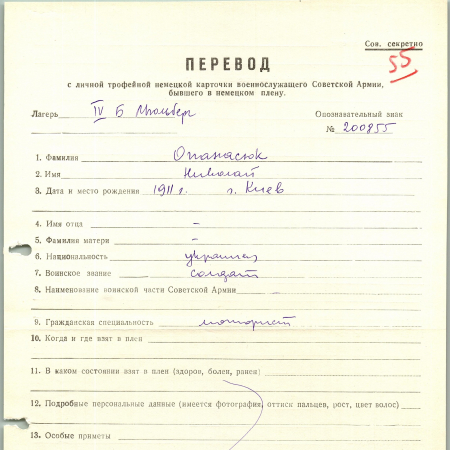 Сов. секретно
55
ПЕРЕВОД
с личной трофейной немецкой карточки военнослужащего Советской Армии,
бывшего в немецком плену.
Лагерь IV Б Мюльберг Опознавательный знак
№ 200855
1. Фамилия Опанасюк
2. Имя Николай
3. Дата и место рождения 1911 г. г. Киев
4. Имя отца –
5. Фамилия матери –
6. Национальность украинец
7. Воинское звание солдат
8. Наименование воинской части Советской Армии
9. Гражданская специальность моторист
10. Когда и где взят в плен
11. В каком состоянии взят в плен (здоров, болен, ранен)
12. Подробные персональные данные (имеется фотография, оттиск пальцев, рост, цвет волос)
13. Особые приметы